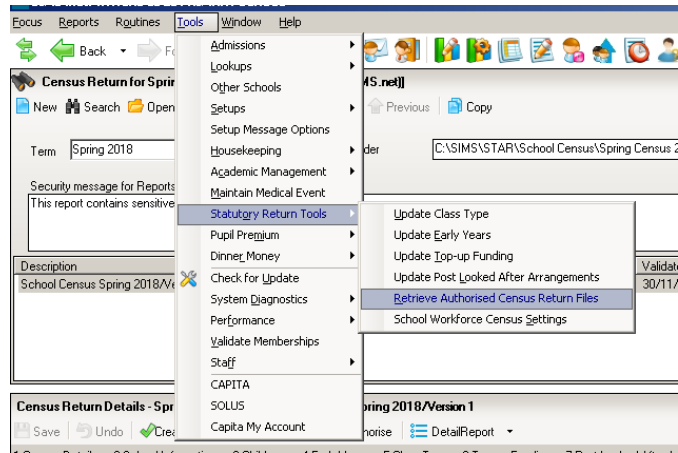 Focus Reports Routines Tools Window Help
Back
Census Return for Sprin
New Search Open
Previous Copy
Term Spring 2018
C:\SIMS\STAR\School Census\Spring Census 2
Security message for Reports
This report contains sensitive
Description
Validate
School Census Spring 2018/Ve
30/11/
Admissions
Lookups
Other Schools
Setups
Setup Message Options
Housekeeping
Academic Management
Maintain Medical Event
Statutory Return Tools
Pupil Premium
Dinner Money
Check for Update
System Diagnostics
Performance
Validate Memberships
Staff
CAPITA
SOLUS
Capita My Account
Update Class Type
Update Early Years
Update Top-up Funding
Update Post Looked After Arrangements
Retrieve Authorised Census Return Files
School Workforce Census Settings
Census Return Details - Spr
pring 2018/Version 1
Save Undo Crea
horise DetailReport